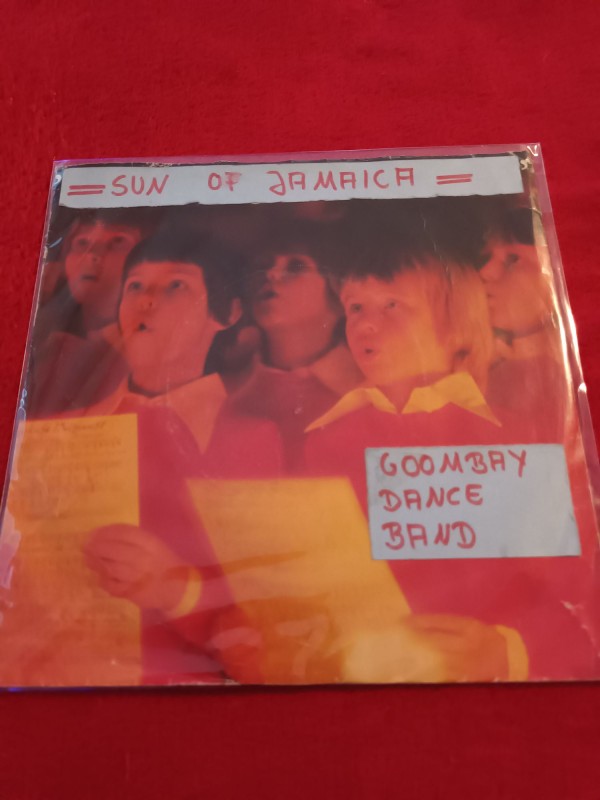 = SUN OF JAMAICA =
GOOMBAY
DANCE
BAND